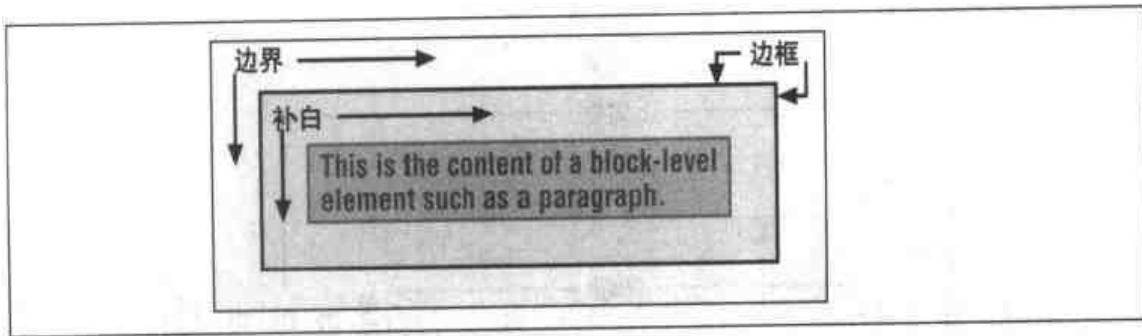 边界
边框
补白
This is the content of a block-level
element such as a paragraph.